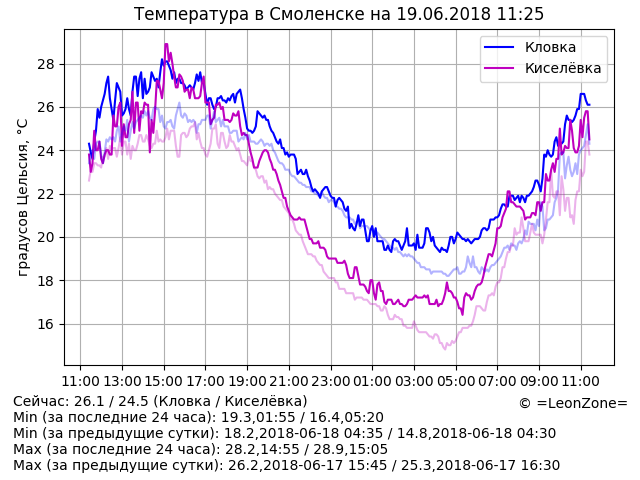 Температура в Смоленске на 19.06.2018 11:25
Кловка
Киселёвка
градусов Цельсия, °C
28
26
24
22
20
18
16
11:00 13:00 15:00 17:00 19:00 21:00 23:00 01:00 03:00 05:00 07:00 09:00 11:00
Сейчас: 26.1 / 24.5 (Кловка / Киселёвка)
© =LeonZone=
Min (за последние 24 часа): 19.3,01:55 / 16.4,05:20
Min (за предыдущие сутки): 18.2,2018-06-18 04:35 / 14.8,2018-06-18 04:30
Max (за последние 24 часа): 28.2,14:55 / 28.9,15:05
Max (за предыдущие сутки): 26.2,2018-06-17 15:45 / 25.3,2018-06-17 16:30